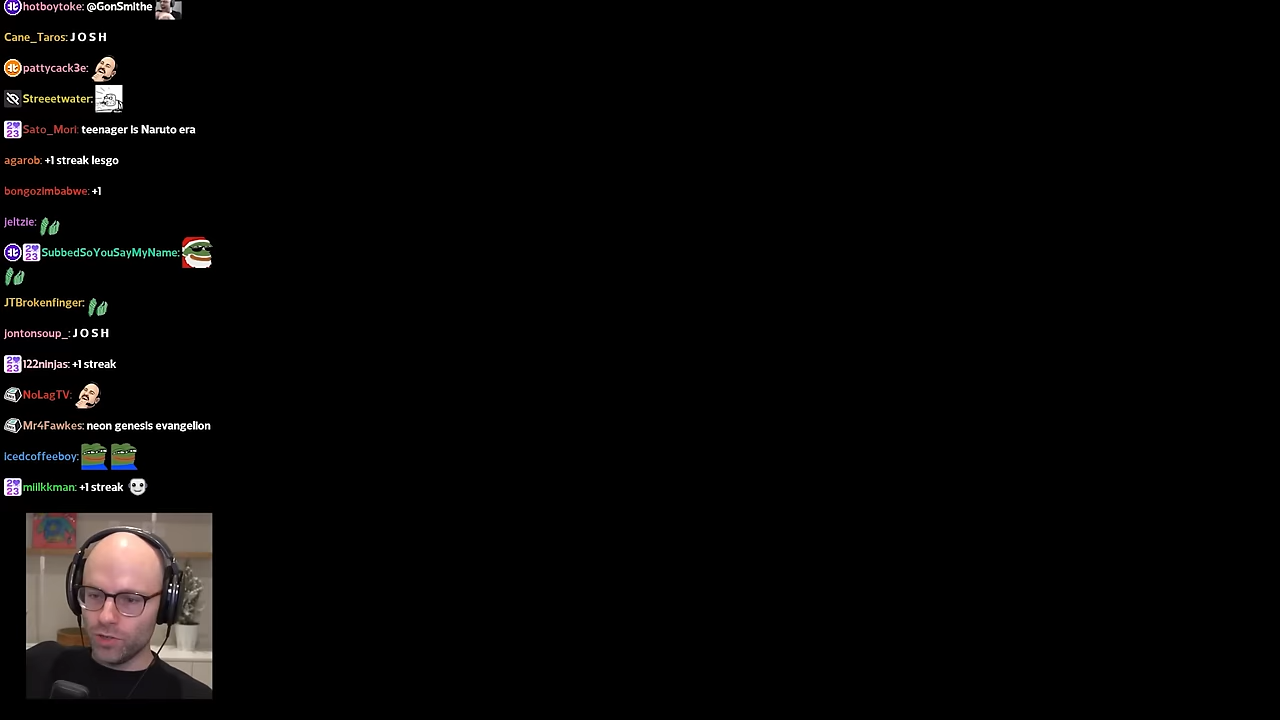 hotboytoke: @GonSmithe
Cane_Taros: J O S H
pattycack3e:
Streeetwater:
Sato_Mori: teenager is Naruto era
agarob: +1 streak lesgo
bongozimbabwe: +1
jeltzie:
SubbedSoYouSayMyName:
JTBrokenfinger:
jontonsoup_: J O S H
122ninjas: +1 streak
NoLagTV:
Mr4Fawkes: neon genesis evangelion
icedcoffeeboy:
miilkkman: +1 streak